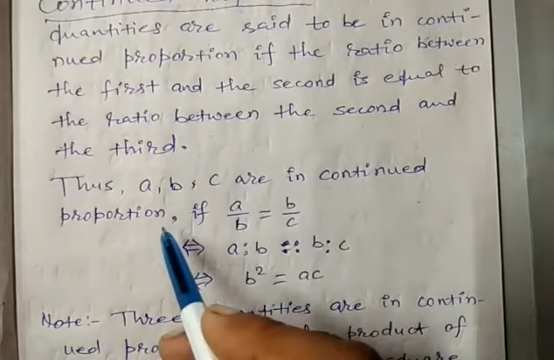 quantities are said to be in conti-
nued proportion if the ratio between
the first and the second is equal to
the ratio between the second and
the third.
Thus, a, b, c are in continued
proportion, if a/b = b/c
⇔ a:b :: b:c
⇔ b² = ac
Note:- Three are in contin-
ued product of